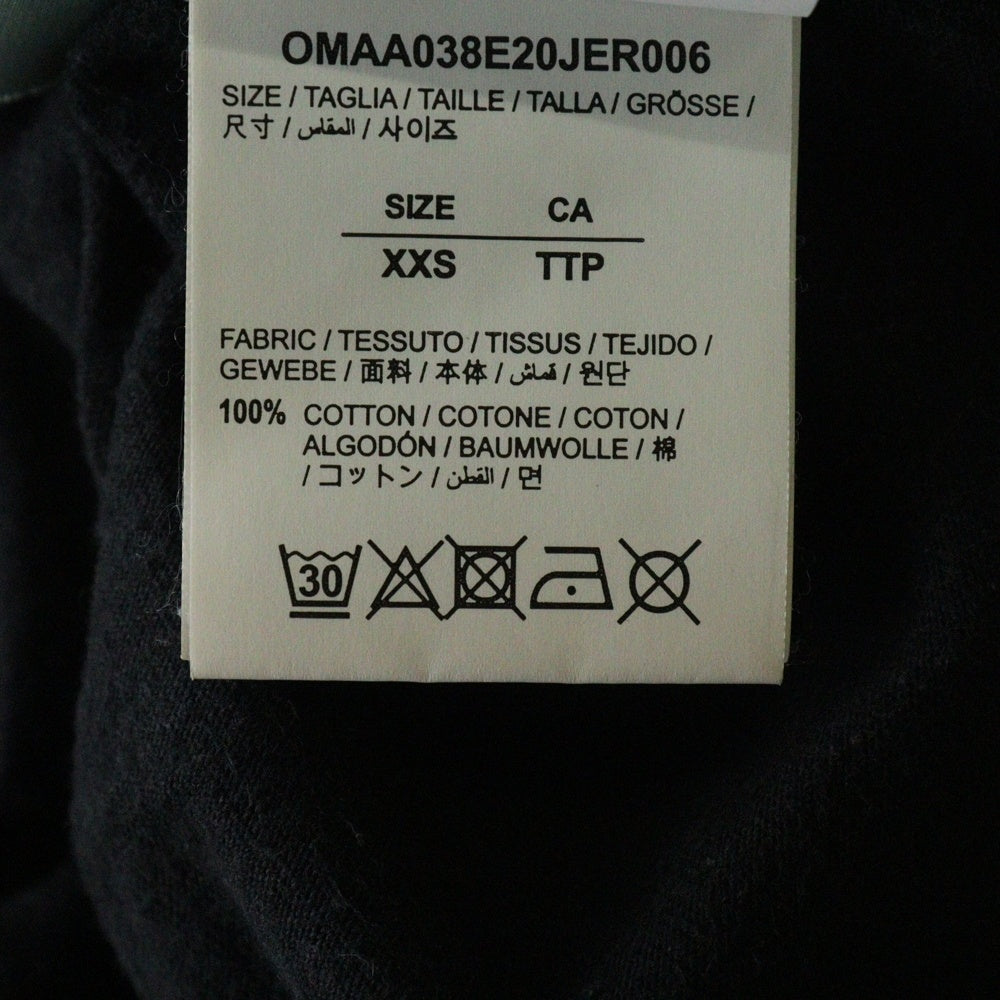 OMAA038E20JER006
SIZE / TAGLIA / TAILLE / TALLA / GRÖSSE /
尺寸 / المقاس / 사이즈
SIZE CA
XXS TTP
FABRIC / TESSUTO / TISSUS / TEJIDO /
GEWEBE / 面料 / 本体 / قماش / 원단
100% COTTON / COTONE / COTON /
ALGODÓN / BAUMWOLLE / 棉
/ コットン / القطن / 면
30